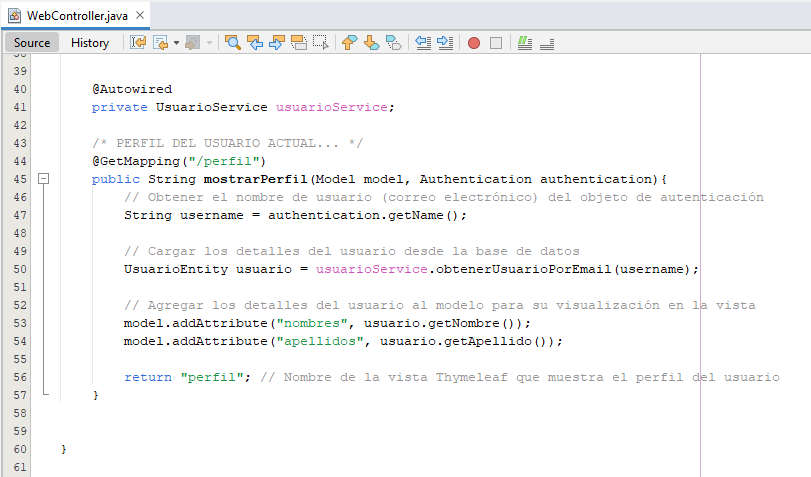 WebController.java
Source History
39
40 @Autowired
41 private UsuarioService usuarioService;
42
43 /* PERFIL DEL USUARIO ACTUAL... */
44 @GetMapping("/perfil")
45 public String mostrarPerfil(Model model, Authentication authentication){
46 // Obtener el nombre de usuario (correo electrónico) del objeto de autenticación
47 String username = authentication.getName();
48
49 // Cargar los detalles del usuario desde la base de datos
50 UsuarioEntity usuario = usuarioService.obtenerUsuarioPorEmail(username);
51
52 // Agregar los detalles del usuario al modelo para su visualización en la vista
53 model.addAttribute("nombres", usuario.getNombre());
54 model.addAttribute("apellidos", usuario.getApellido());
55
56 return "perfil"; // Nombre de la vista Thymeleaf que muestra el perfil del usuario
57 }
58
59
60 }
61